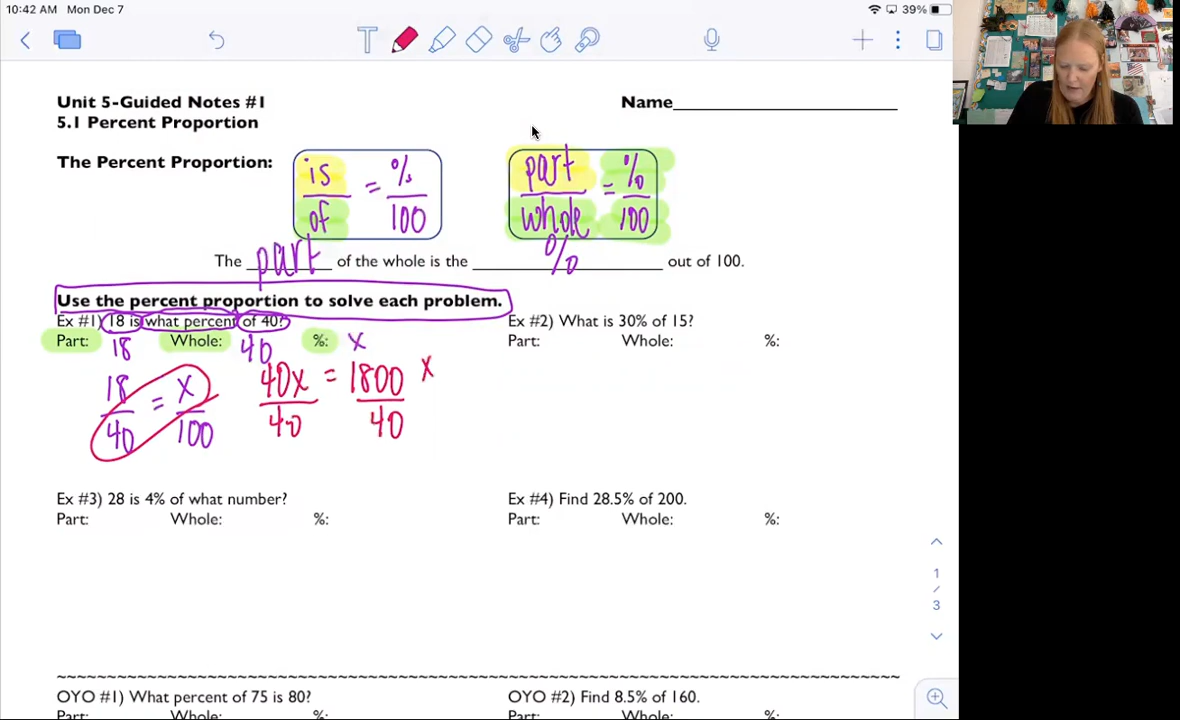 10:42 AM Mon Dec 7 39%
Unit 5-Guided Notes #1 Name
5.1 Percent Proportion
The Percent Proportion: is/of = %/100 part/whole = %/100
The part of the whole is the % out of 100.
Use the percent proportion to solve each problem.
Ex #1) 18 is what percent of 40? Ex #2) What is 30% of 15?
Part: 18 Whole: 40 %: x Part: Whole: %:
18/40 = x/100 40x/40 = 1800/40 x
Ex #3) 28 is 4% of what number? Ex #4) Find 28.5% of 200.
Part: Whole: %: Part: Whole: %:
1
/
3
OYO #1) What percent of 75 is 80? OYO #2) Find 8.5% of 160.
Part: Whole: %: Part: Whole: %: